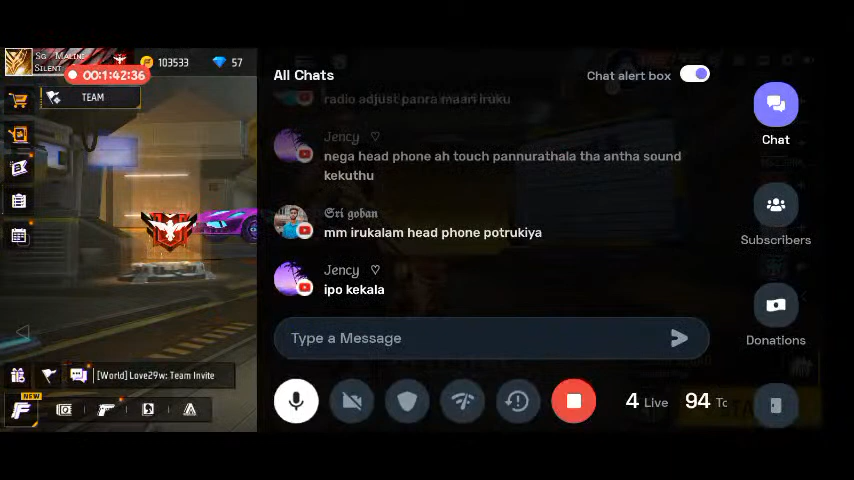 SG MALINI
SILENT
00:1:42:36
103533
57
TEAM
All Chats
Chat alert box
radio adjust panra maari iruku
Jency ♡
nega head phone ah touch pannurathala tha antha sound
kekuthu
Sri goban
mm irukalam head phone potrukiya
Jency ♡
ipo kekala
Type a Message
4 Live
94 To
Chat
Subscribers
Donations
[World] Love29w: Team Invite
NEW